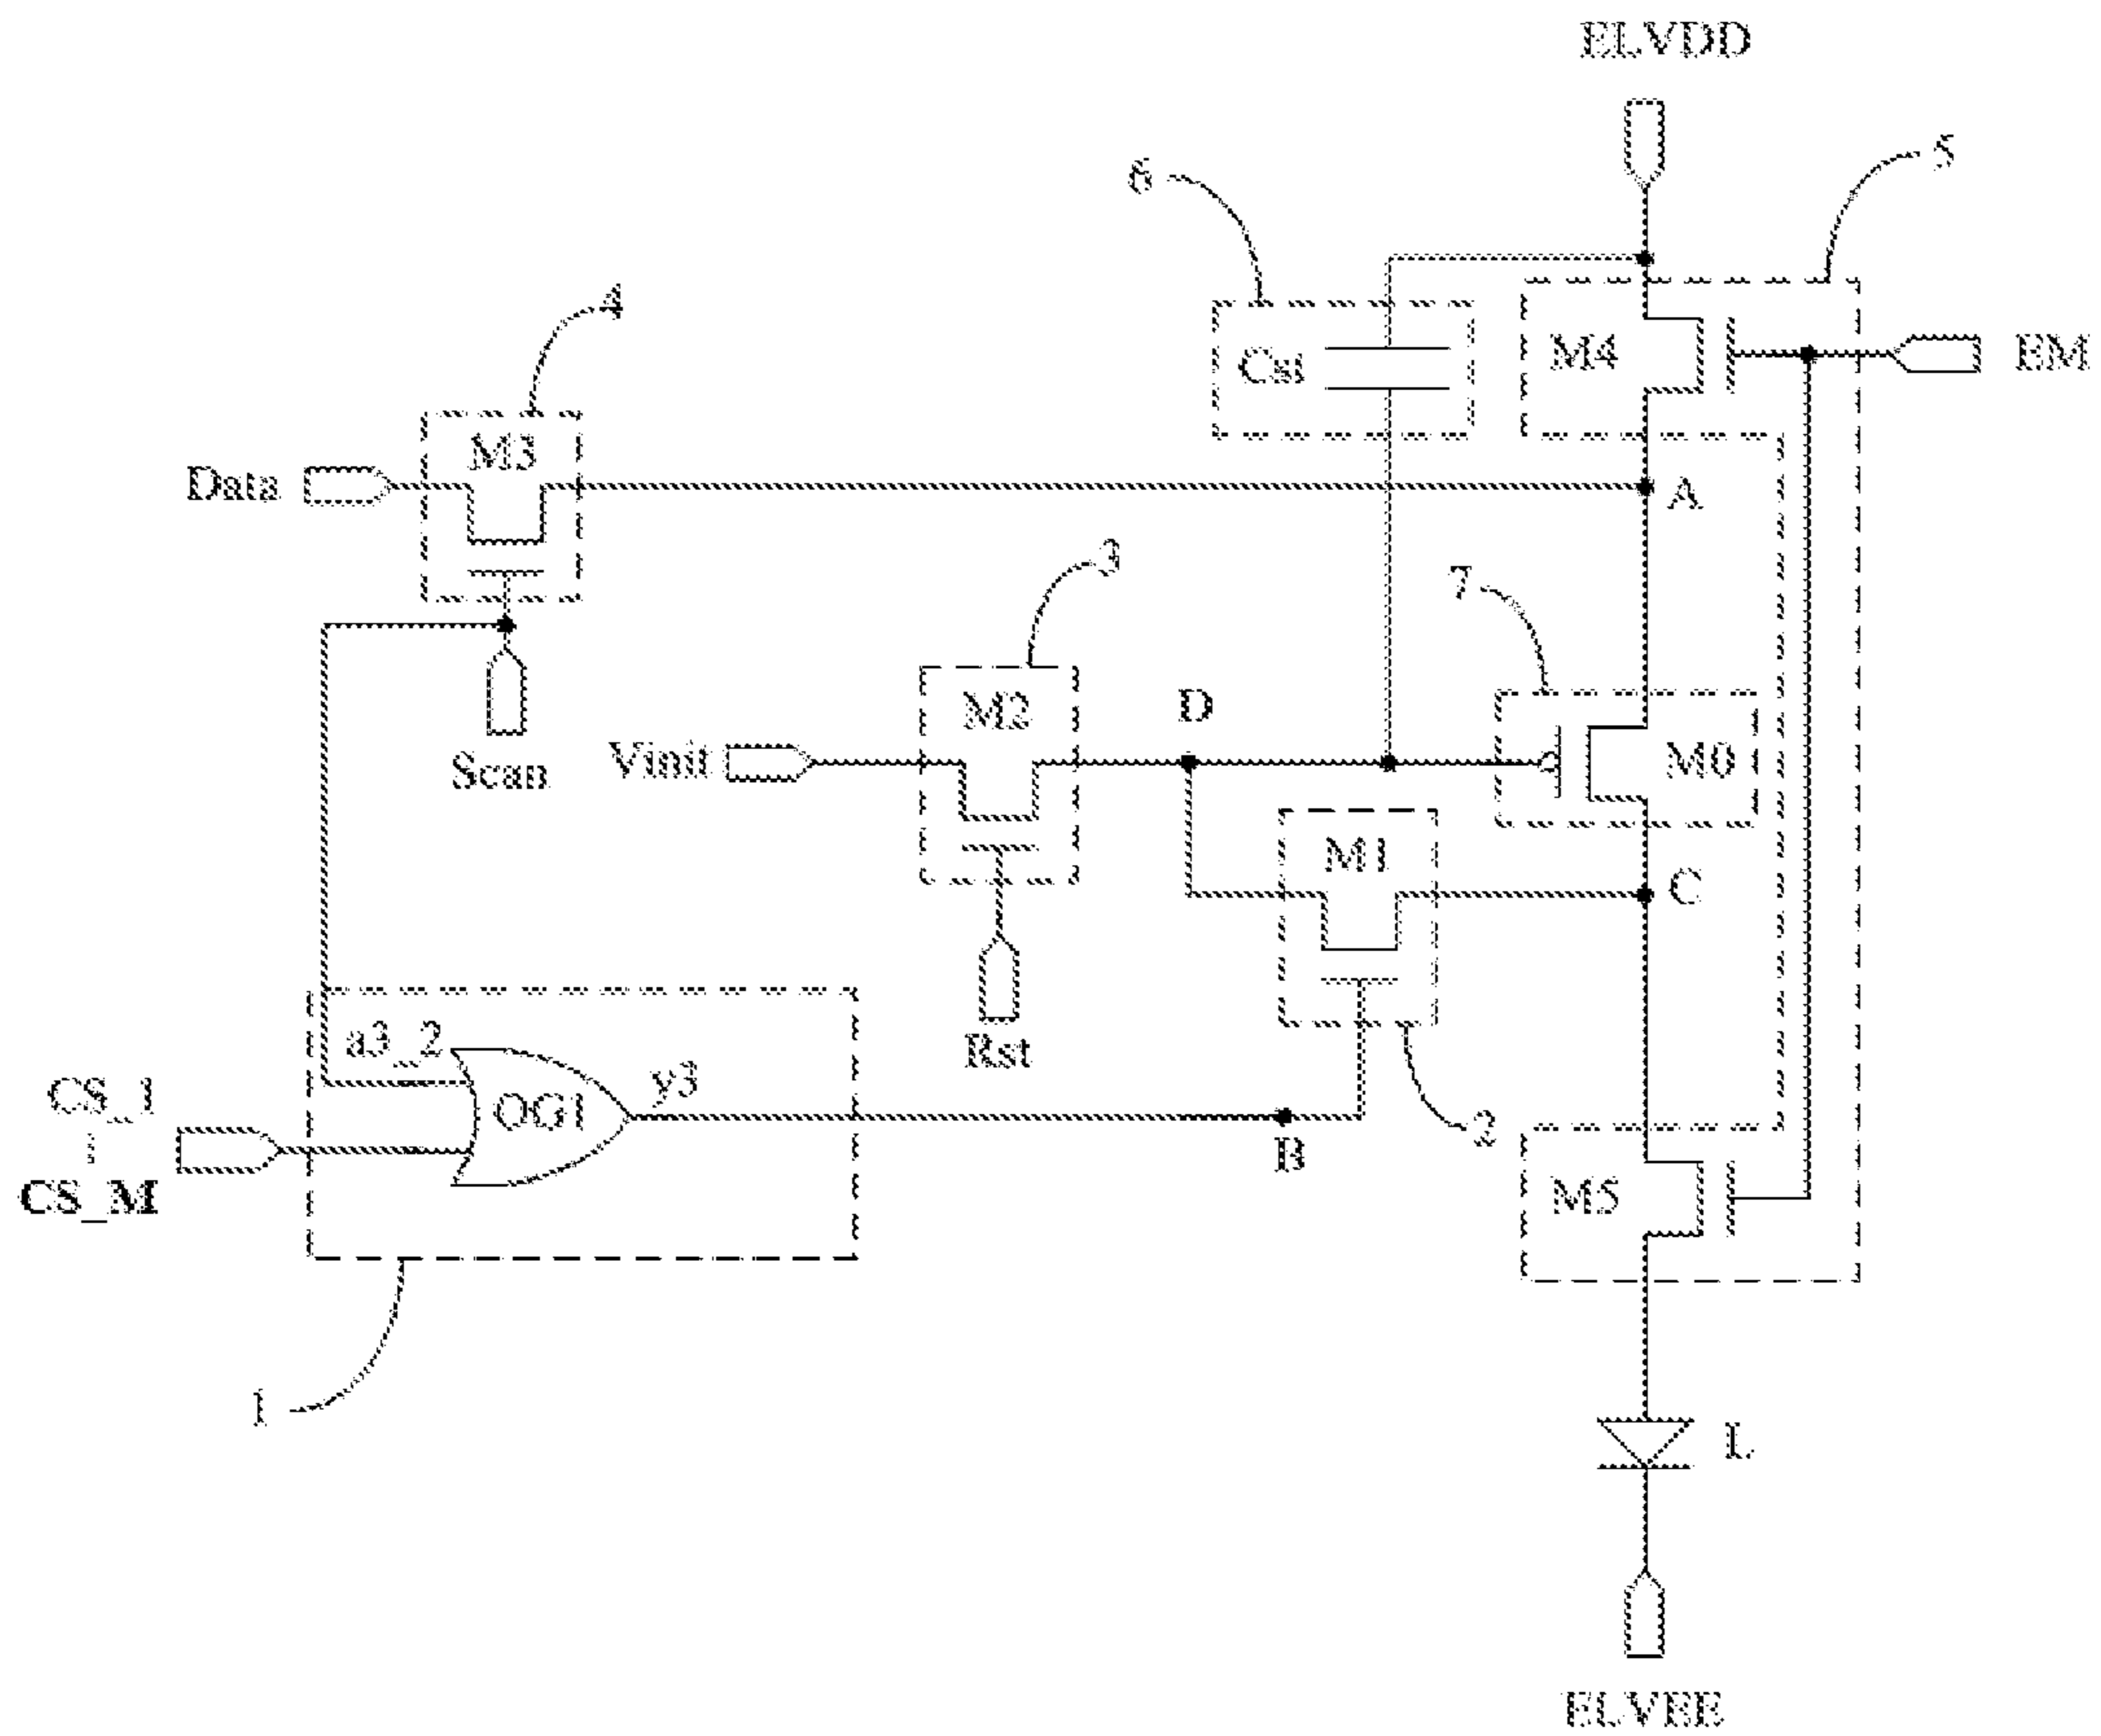 ELVDD
5
6
4
M4
EM
Cst
M3
Data
A
3
7
M2
D
M0
Vinit
Scan
M1
C
a3_2
Rst
y3
CS_1
OG1
2
B
CS_M
M5
1
L
ELVEE